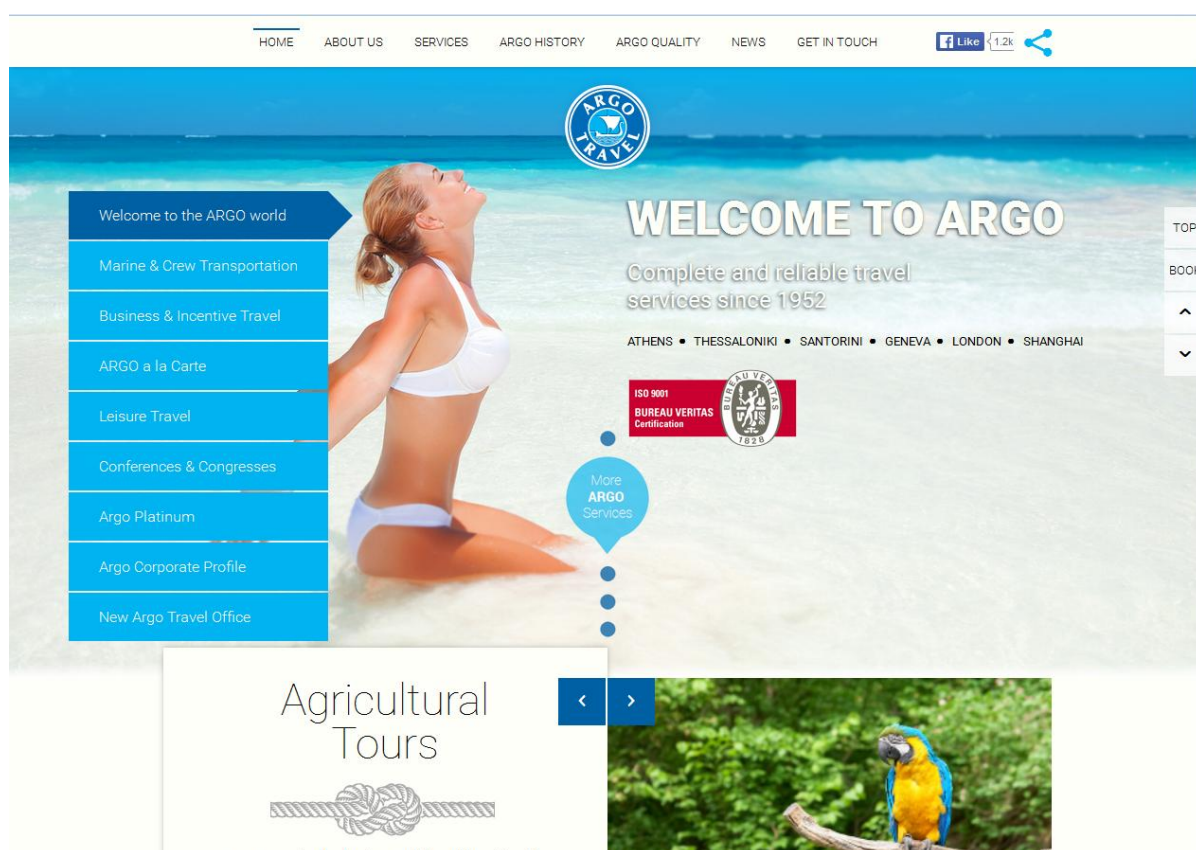 HOME ABOUT US SERVICES ARGO HISTORY ARGO QUALITY NEWS GET IN TOUCH Like 1.2k
ARGO
TRAVEL
Welcome to the ARGO world
Marine & Crew Transportation
Business & Incentive Travel
ARGO a la Carte
Leisure Travel
Conferences & Congresses
Argo Platinum
Argo Corporate Profile
New Argo Travel Office
WELCOME TO ARGO
Complete and reliable travel
services since 1952
ATHENS • THESSALONIKI • SANTORINI • GENEVA • LONDON • SHANGHAI
ISO 9001
BUREAU VERITAS
Certification
BUREAU VERITAS
1828
TOP
More
ARGO
Services
Agricultural
Tours